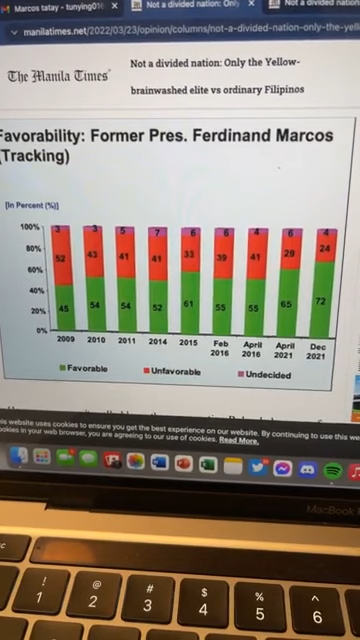 Marcos tatay - tunying01
Not a divided nation: Only
Not a divided nation
manilatimes.net/2022/03/23/opinion/columns/not-a-divided-nation-only-the-yell
The Manila Times
Not a divided nation: Only the Yellow-
brainwashed elite vs ordinary Filipinos
Favorability: Former Pres. Ferdinand Marcos
(Tracking)
[In Percent (%)]
100% 3 3 5 7 6 6 4 6 4
80% 52 43 41 41 33 39 41 29 24
60%
40% 45 54 54 52 61 55 55 65 72
20%
0%
2009 2010 2011 2014 2015 Feb 2016 April 2016 April 2021 Dec 2021
Favorable Unfavorable Undecided
his website uses cookies to ensure you get the best experience on our website. By continuing to use this we
ookies in your web browser, you are agreeing to our use of cookies. Read More.
MacBook P
! @ # $ % ^
1 2 3 4 5 6